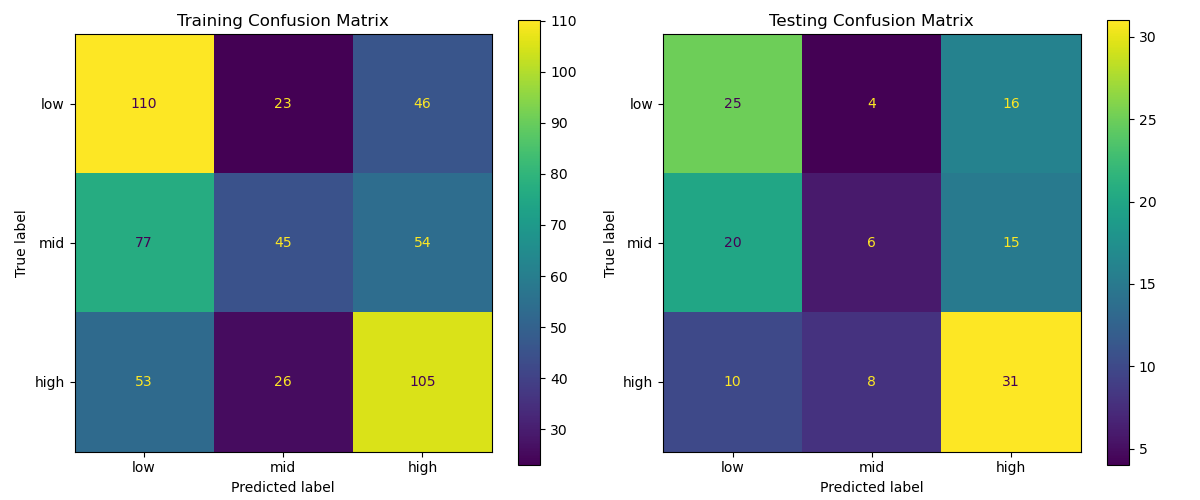 Training Confusion Matrix
True label
low
mid
high
110 23 46
77 45 54
53 26 105
low mid high
Predicted label
110
100
90
80
70
60
50
40
30
Testing Confusion Matrix
True label
low
mid
high
25 4 16
20 6 15
10 8 31
low mid high
Predicted label
30
25
20
15
10
5